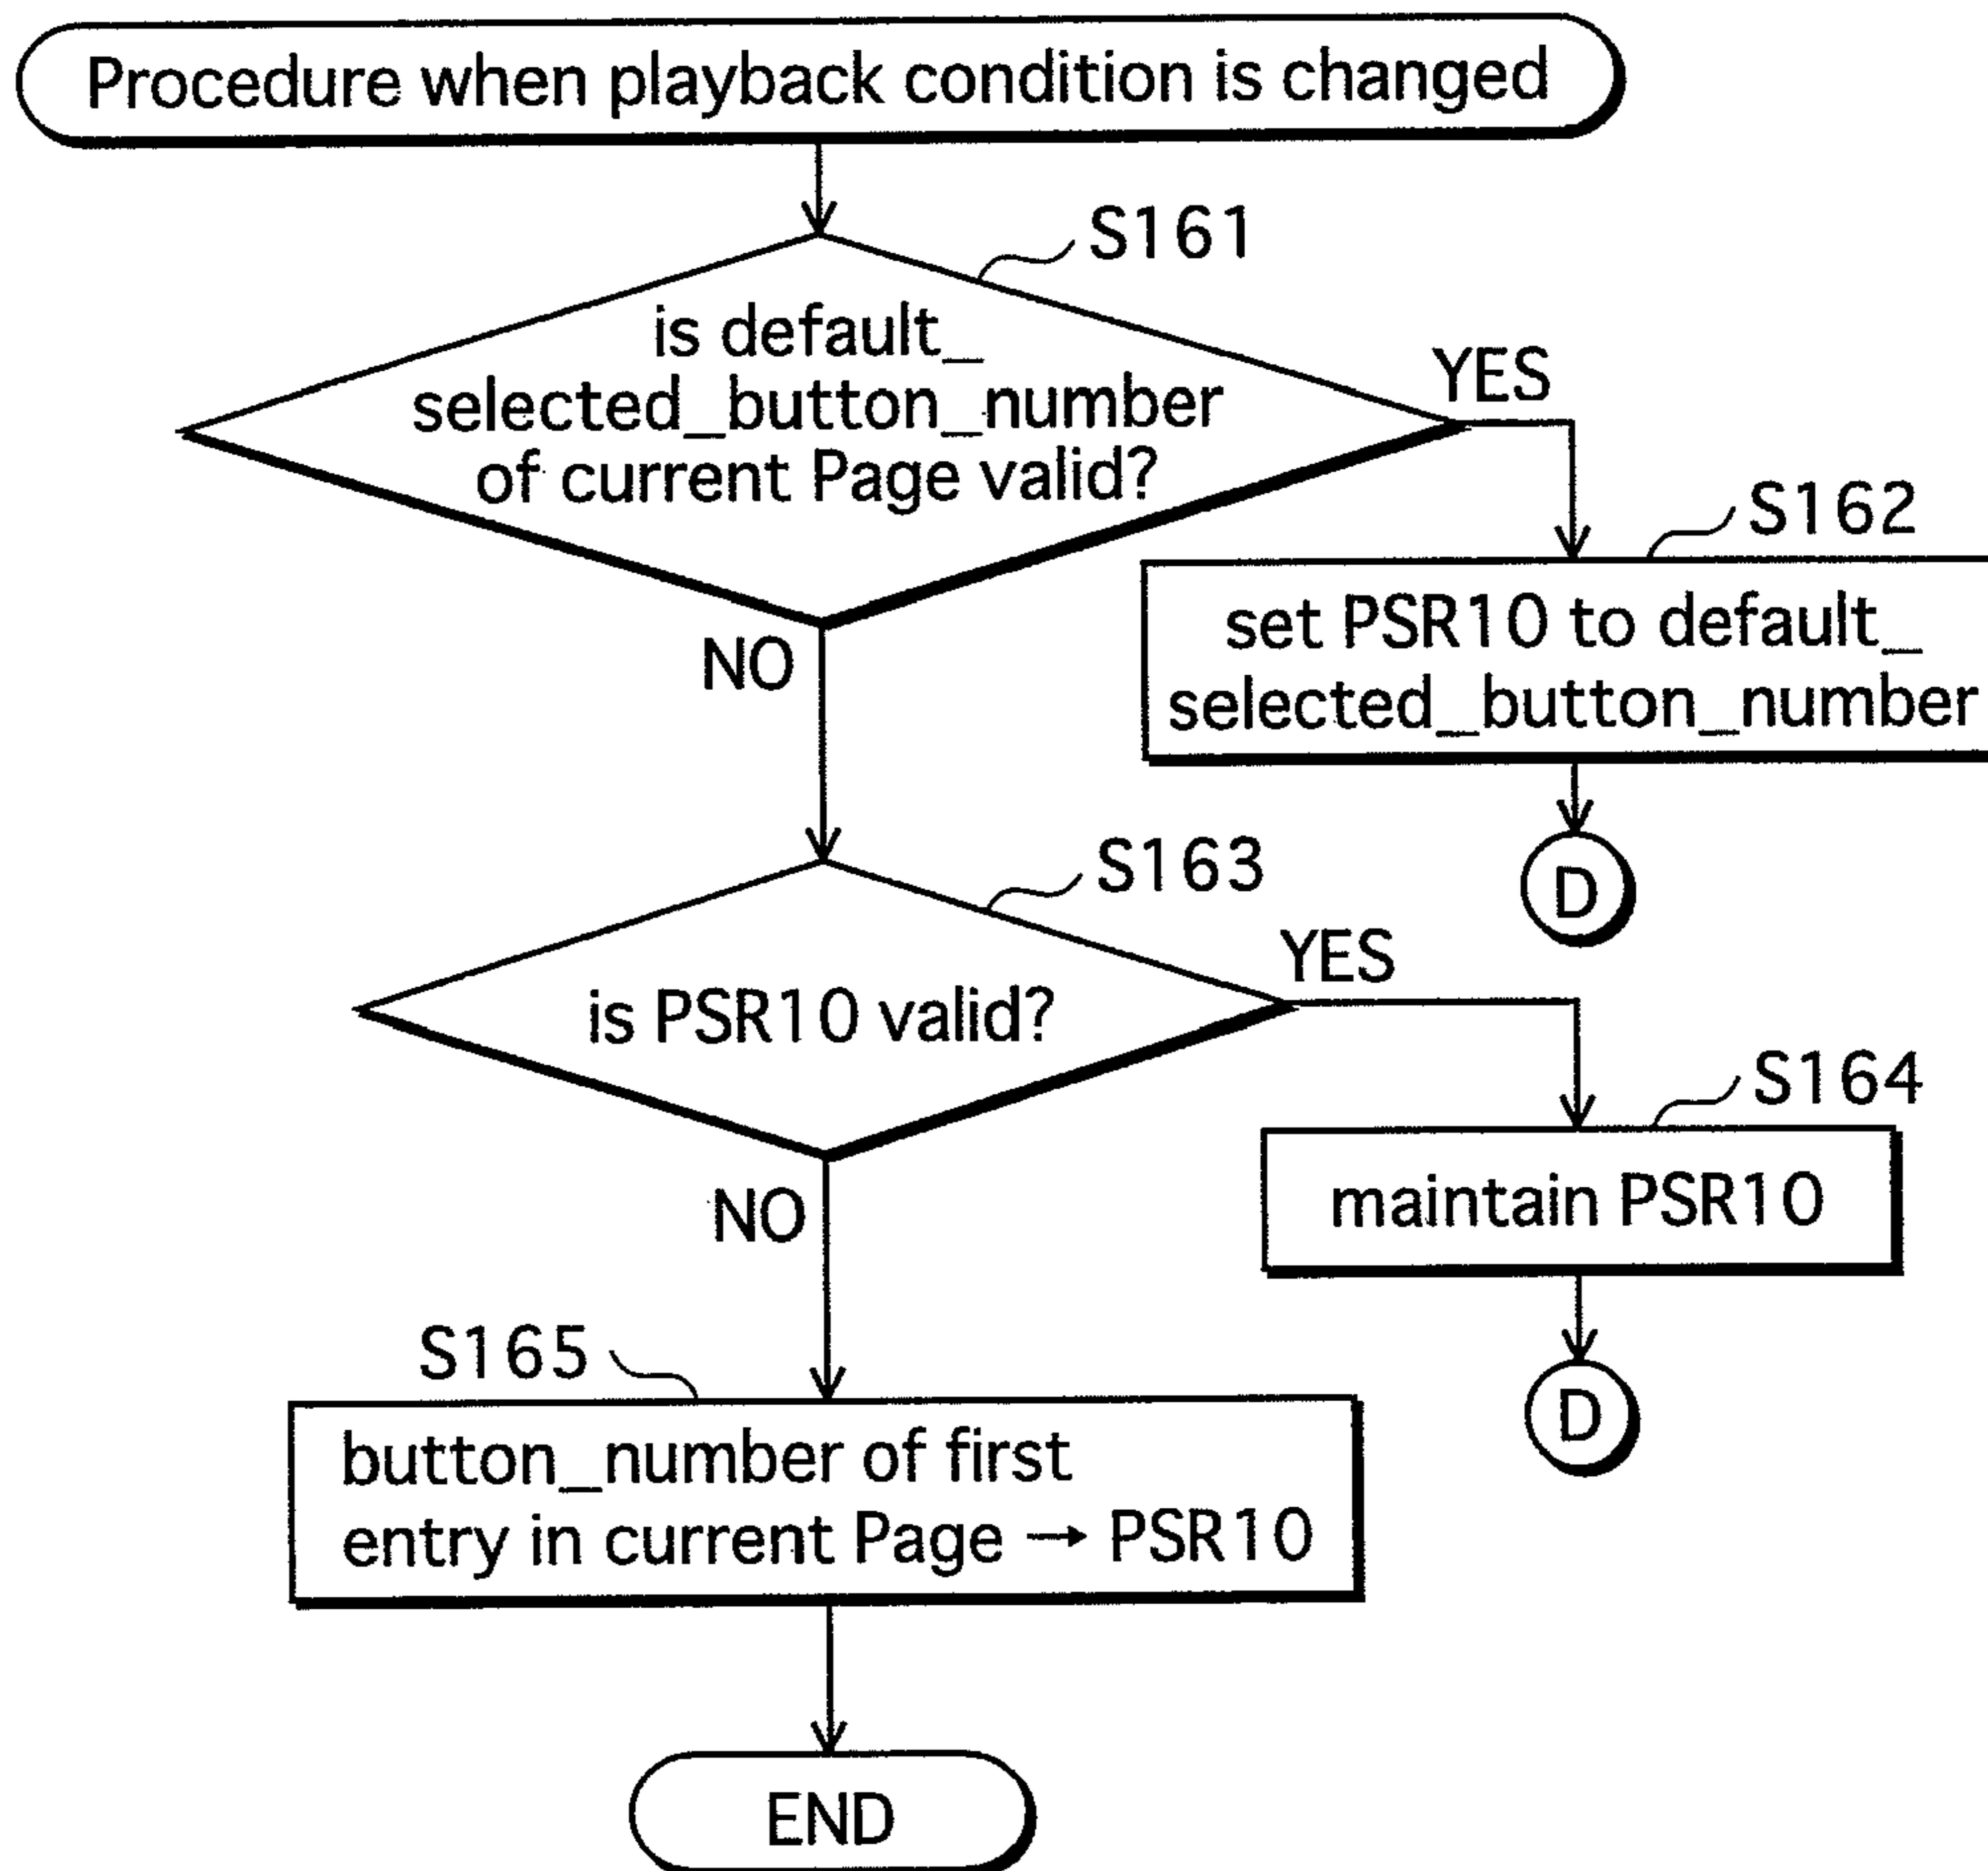 Procedure when playback condition is changed
S161
is default_
selected_button_number
of current Page valid?
YES
NO
S162
set PSR10 to default_
selected_button_number
D
S163
is PSR10 valid?
YES
NO
S164
maintain PSR10
D
S165
button_number of first
entry in current Page → PSR10
END